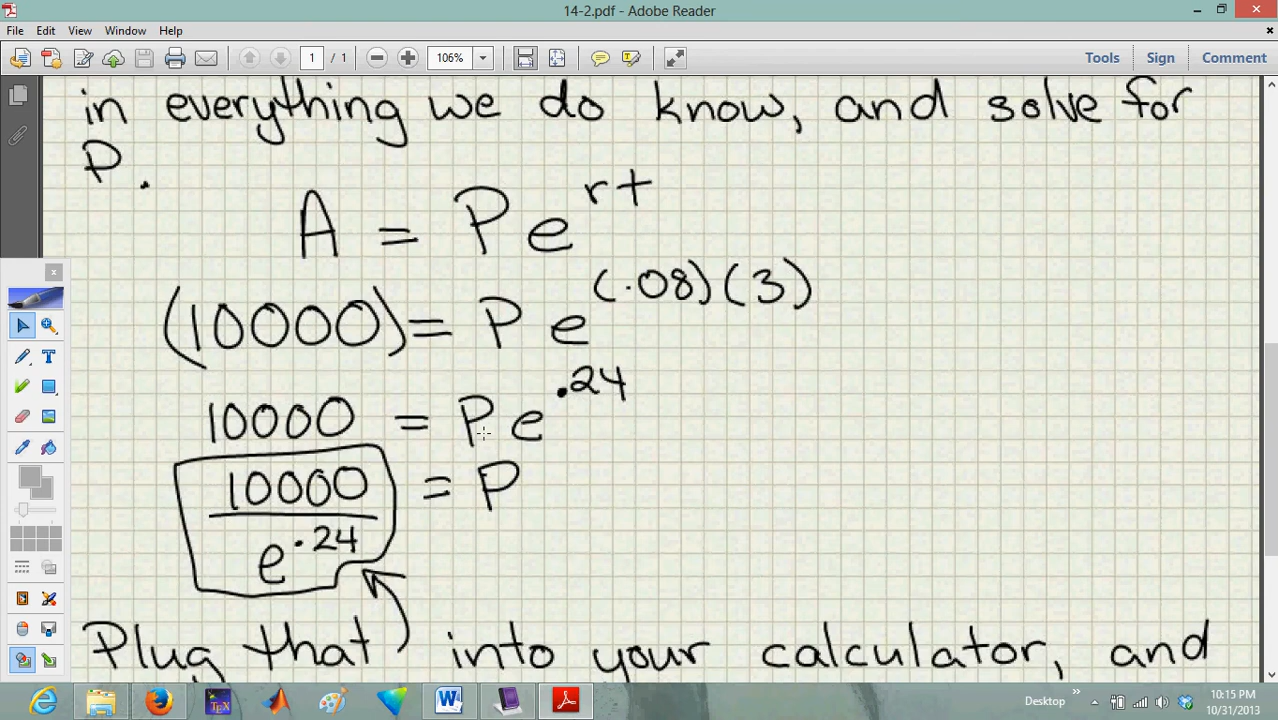 14-2.pdf - Adobe Reader
File Edit View Window Help
1 / 1 106% Tools Sign Comment
in everything we do know, and solve for
P.
A = Pe^{rt}
(10000) = Pe^{(.08)(3)}
10000 = Pe^{.24}
10000/e^{.24} = P
Plug that into your calculator, and
Desktop 10:15 PM
10/31/2013